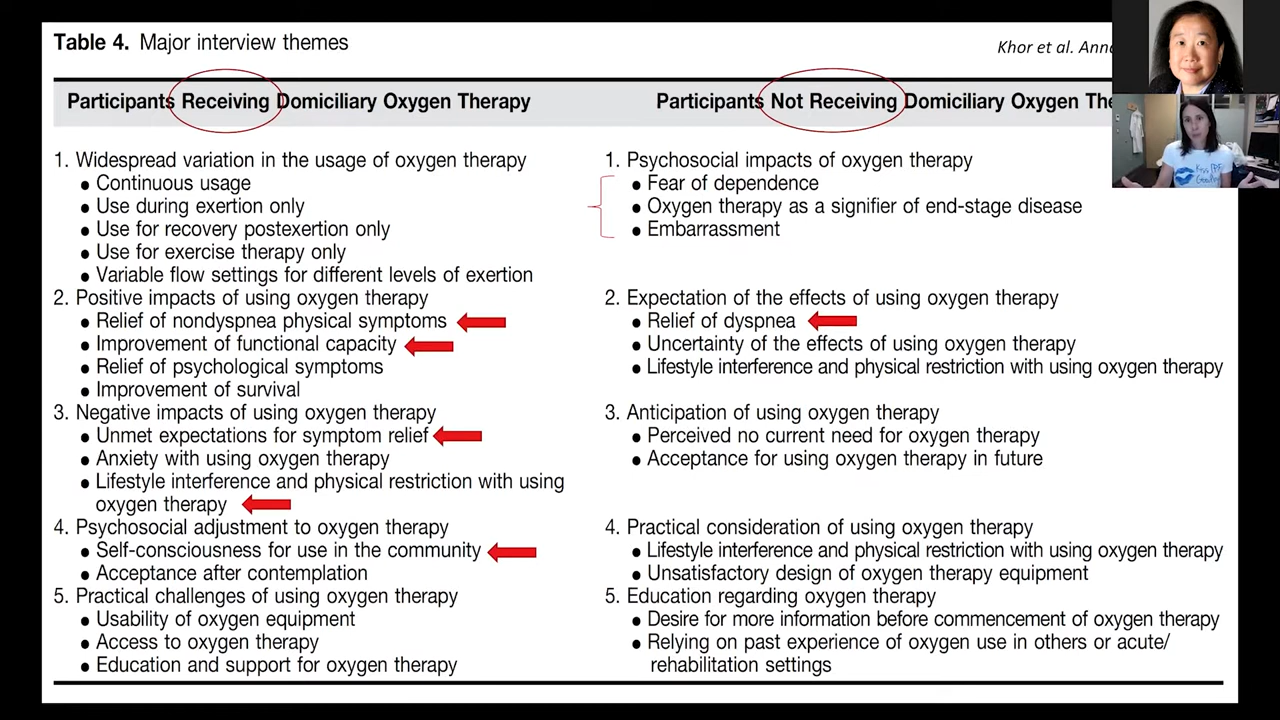 Table 4. Major interview themes
Khor et al.
Participants Receiving Domiciliary Oxygen Therapy
1. Widespread variation in the usage of oxygen therapy
● Continuous usage
● Use during exertion only
● Use for recovery postexertion only
● Use for exercise therapy only
● Variable flow settings for different levels of exertion
2. Positive impacts of using oxygen therapy
● Relief of nondyspnea physical symptoms
● Improvement of functional capacity
● Relief of psychological symptoms
● Improvement of survival
3. Negative impacts of using oxygen therapy
● Unmet expectations for symptom relief
● Anxiety with using oxygen therapy
● Lifestyle interference and physical restriction with using
oxygen therapy
4. Psychosocial adjustment to oxygen therapy
● Self-consciousness for use in the community
● Acceptance after contemplation
5. Practical challenges of using oxygen therapy
● Usability of oxygen equipment
● Access to oxygen therapy
● Education and support for oxygen therapy
Participants Not Receiving Domiciliary Oxygen
1. Psychosocial impacts of oxygen therapy
● Fear of dependence
● Oxygen therapy as a signifier of end-stage disease
● Embarrassment
2. Expectation of the effects of using oxygen therapy
● Relief of dyspnea
● Uncertainty of the effects of using oxygen therapy
● Lifestyle interference and physical restriction with using oxygen therapy
3. Anticipation of using oxygen therapy
● Perceived no current need for oxygen therapy
● Acceptance for using oxygen therapy in future
4. Practical consideration of using oxygen therapy
● Lifestyle interference and physical restriction with using oxygen therapy
● Unsatisfactory design of oxygen therapy equipment
5. Education regarding oxygen therapy
● Desire for more information before commencement of oxygen therapy
● Relying on past experience of oxygen use in others or acute/
rehabilitation settings